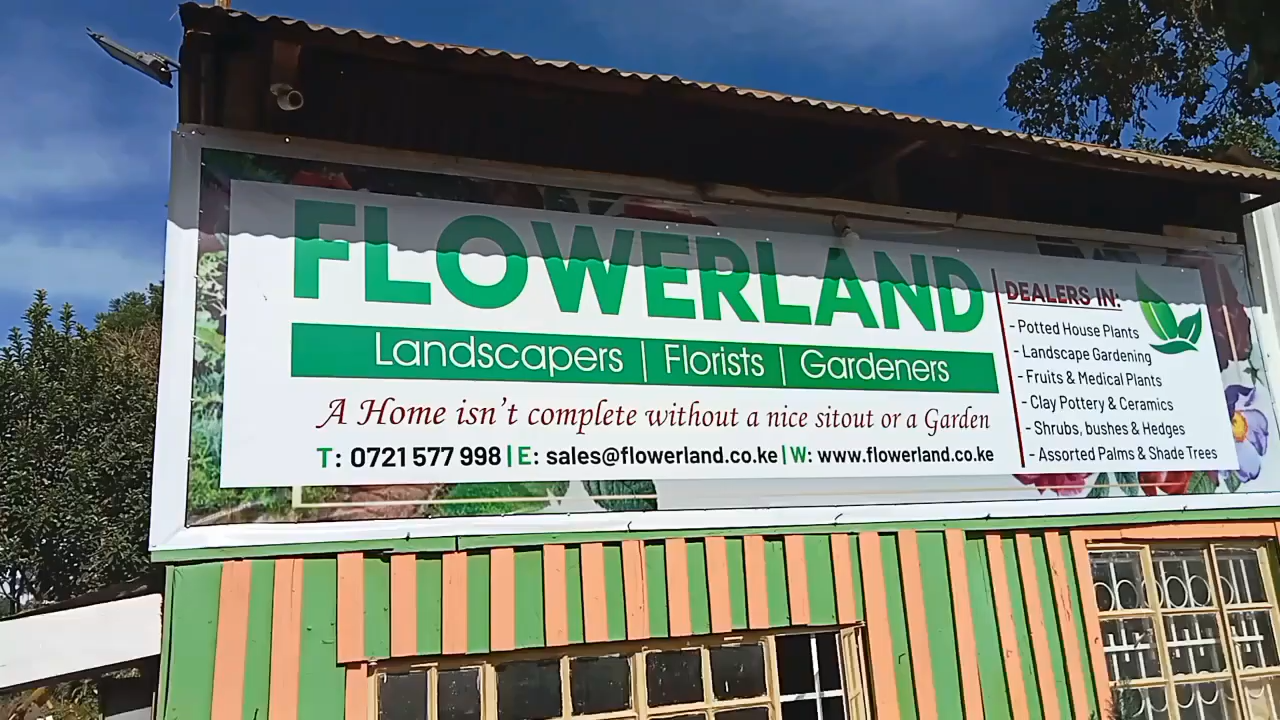 FLOWERLAND
Landscapers | Florists | Gardeners
A Home isn't complete without a nice sitout or a Garden
T: 0721 577 998 | E: sales@flowerland.co.ke | W: www.flowerland.co.ke
DEALERS IN:
- Potted House Plants
- Landscape Gardening
- Fruits & Medical Plants
- Clay Pottery & Ceramics
- Shrubs, bushes & Hedges
- Assorted Palms & Shade Trees